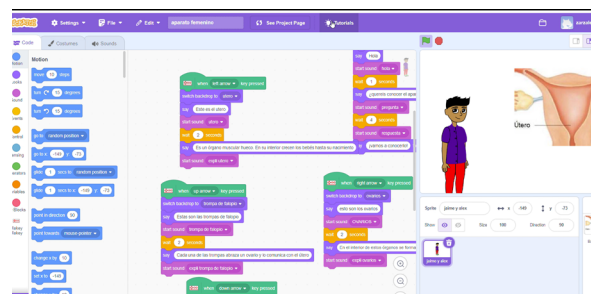 Settings File Edit aparato femenino See Project Page Tutorials
Code Costumes Sounds
Motion
move 10 steps
turn 15 degrees
turn 15 degrees
go to random position
go to x: -149 y: -73
glide 1 secs to random position
glide 1 secs to x: -149 y: -73
point in direction 90
point towards mouse-pointer
change x by 10
set x to -149
when left arrow key pressed
switch backdrop to utero
say Este es el útero
start sound utero
wait 2 seconds
say Es un órgano muscular hueco. En su interior crecen los bebés hasta su nacimiento
start sound expli utero
say Hola
start sound hola
wait 1 seconds
say ¿quereis conocer el apa
start sound pregunta
wait 4 seconds
start sound respuesta
¡vamos a conocerlo!
when up arrow key pressed
switch backdrop to trompa de falopio
say Estas son las trompas de falopio
start sound trompa de falopio
wait 2 seconds
say Cada una de las trompas atrapa un ovulo y lo comunica con el útero
start sound expli trompa de falopio
when right arrow key pressed
switch backdrop to ovarios
say esto son los ovarios
start sound
wait 2 seconds
say En el interior de estos órganos se forma
start sound expli ovarios
when down arrow key pressed
Útero
Sprite jaime y alex x -149 y -73
Show Size 100 Direction 90
jaime y alex